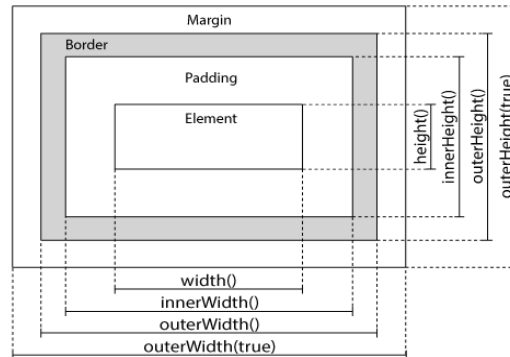 Margin
Border
Padding
Element
height()
innerHeight()
outerHeight()
outerHeight(true)
width()
innerWidth()
outerWidth()
outerWidth(true)